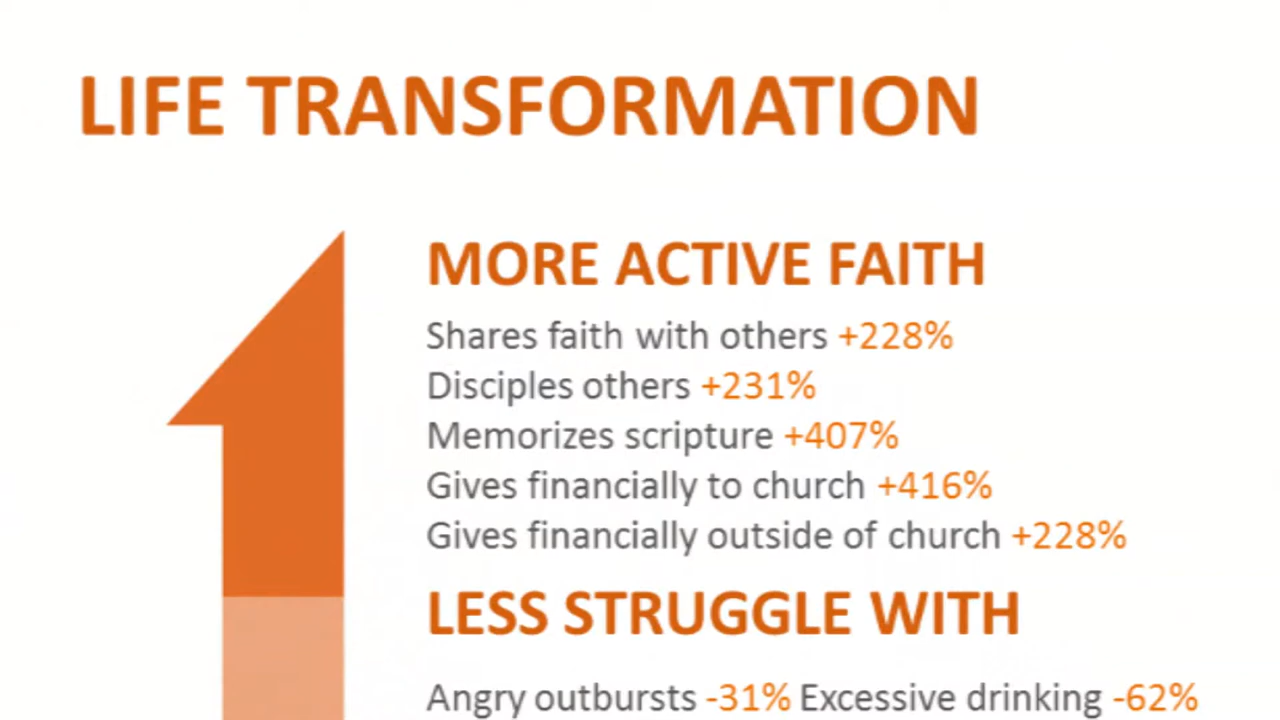 LIFE TRANSFORMATION
MORE ACTIVE FAITH
Shares faith with others +228%
Disciples others +231%
Memorizes scripture +407%
Gives financially to church +416%
Gives financially outside of church +228%
LESS STRUGGLE WITH
Angry outbursts -31% Excessive drinking -62%